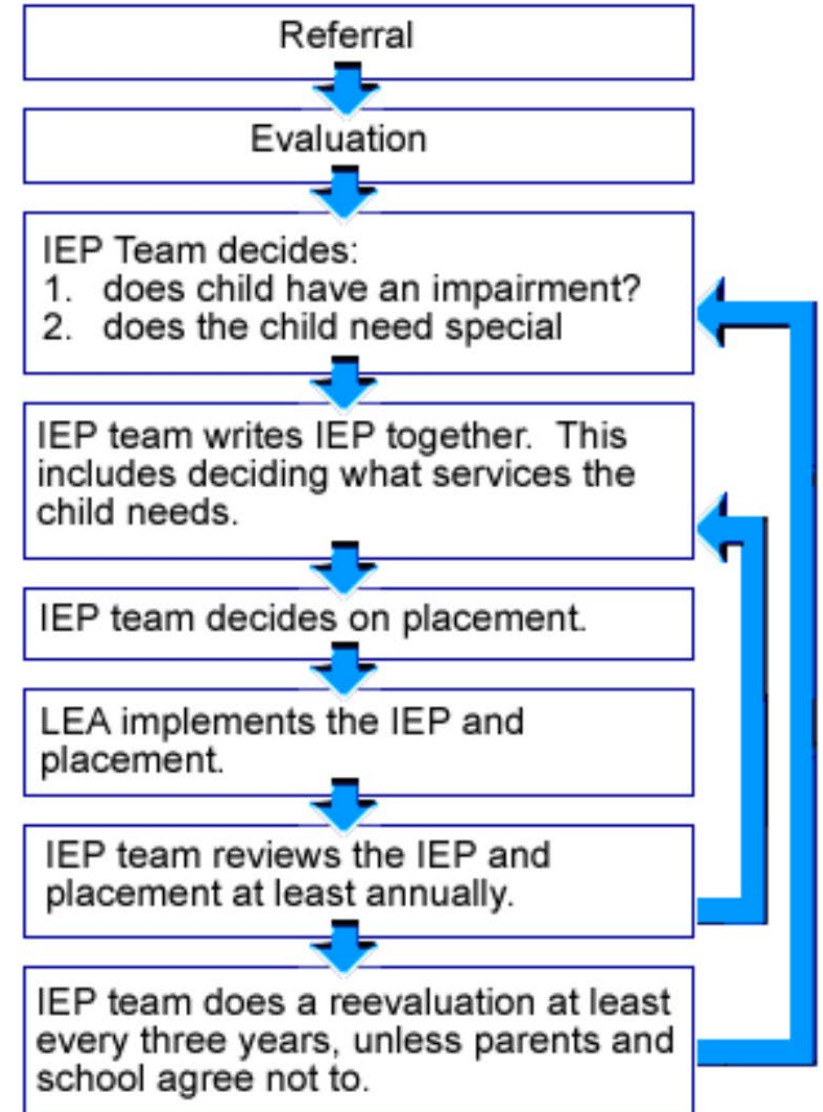 Referral
Evaluation
IEP Team decides:
1. does child have an impairment?
2. does the child need special
IEP team writes IEP together. This
includes deciding what services the
child needs.
IEP team decides on placement.
LEA implements the IEP and
placement.
IEP team reviews the IEP and
placement at least annually.
IEP team does a reevaluation at least
every three years, unless parents and
school agree not to.